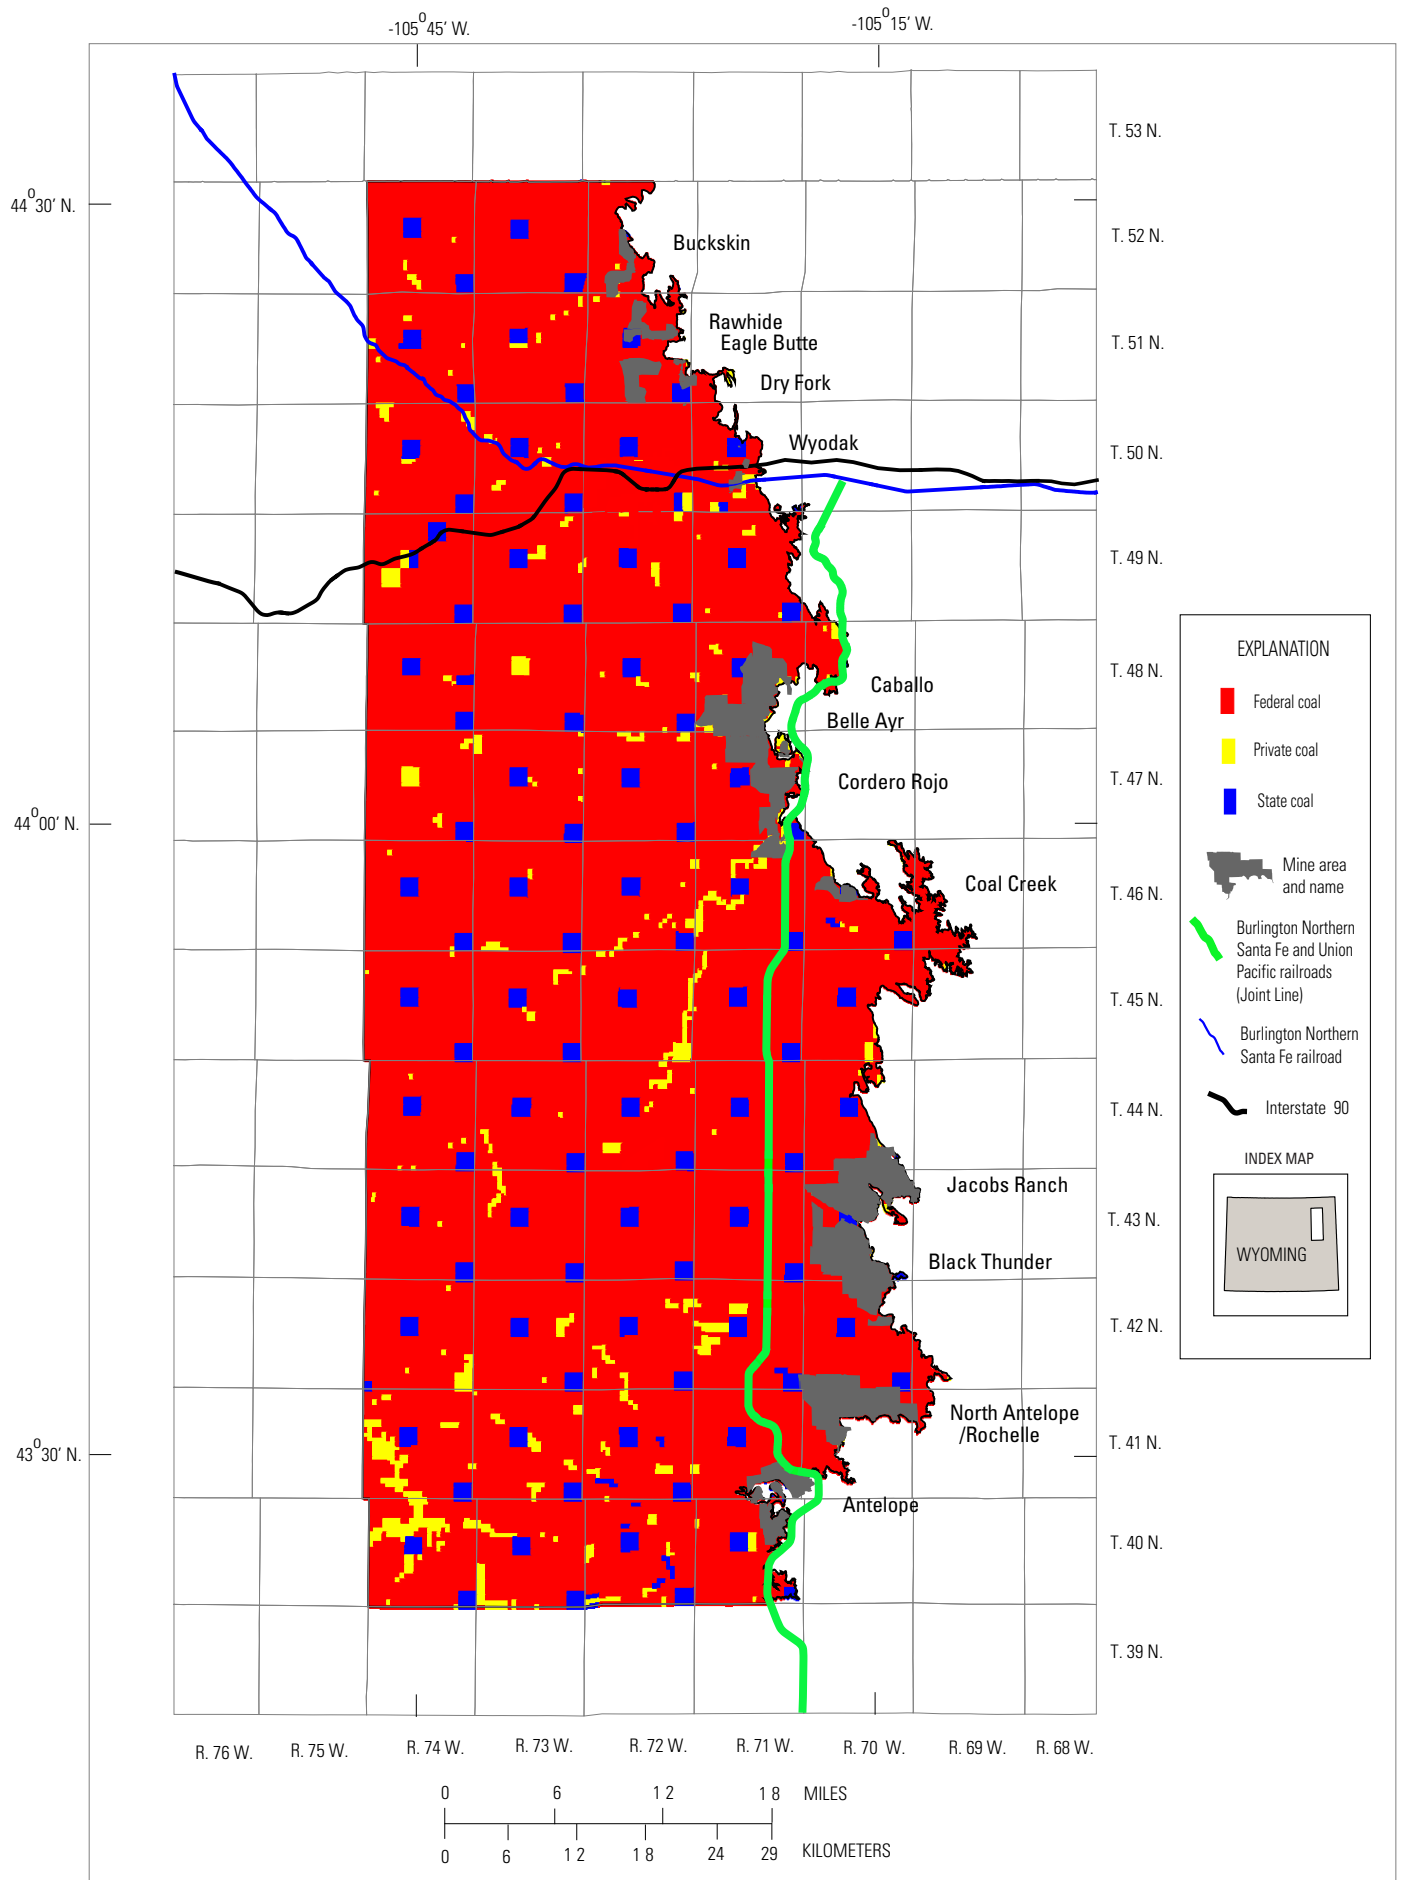 -105° 45' W.
-105° 15' W.
T. 53 N.
44° 30' N.
T. 52 N.
Buckskin
Rawhide
Eagle Butte
T. 51 N.
Dry Fork
Wyodak
T. 50 N.
T. 49 N.
T. 48 N.
Caballo
Belle Ayr
T. 47 N.
Cordero Rojo
44° 00' N.
Coal Creek
T. 46 N.
T. 45 N.
T. 44 N.
Jacobs Ranch
T. 43 N.
Black Thunder
T. 42 N.
North Antelope
/Rochelle
T. 41 N.
43° 30' N.
Antelope
T. 40 N.
T. 39 N.
EXPLANATION
Federal coal
Private coal
State coal
Mine area
and name
Burlington Northern
Santa Fe and Union
Pacific railroads
(Joint Line)
Burlington Northern
Santa Fe railroad
Interstate 90
INDEX MAP
WYOMING
R. 76 W. R. 75 W. R. 74 W. R. 73 W. R. 72 W. R. 71 W. R. 70 W. R. 69 W. R. 68 W.
0 6 12 18 MILES
0 6 12 18 24 29 KILOMETERS